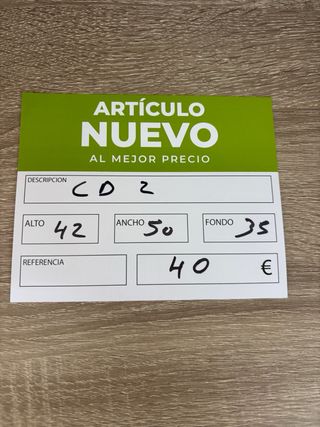 ARTÍCULO
NUEVO
AL MEJOR PRECIO
DESCRIPCION CD 2
ALTO 42 ANCHO 50 FONDO 35
REFERENCIA 40 €